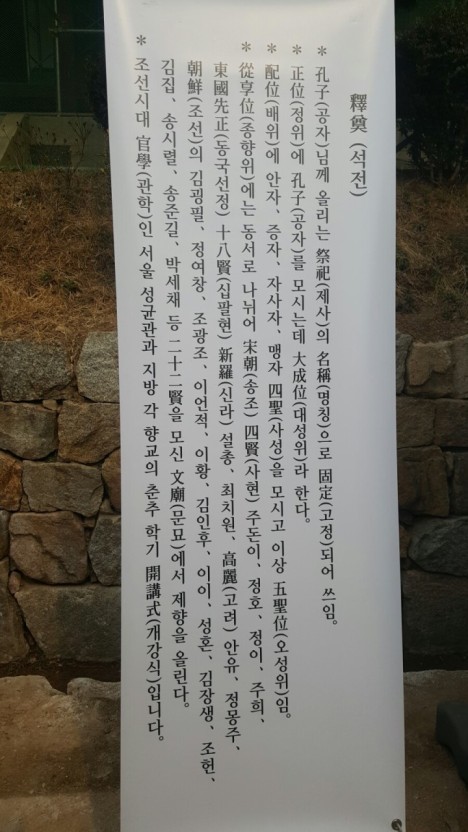 釋奠 (석전)
* 孔子(공자)님께 올리는 祭祀(제사)의 名稱(명칭)으로 固定(고정)되어 쓰임.
* 正位(정위)에 孔子(공자)를 모시는데 大成位(대성위)라 한다.
* 配位(배위)에 안자、증자、자사자、맹자 四聖(사성)을 모시고 이상 五聖位(오성위)임.
* 從享位(종향위)에는 동서로 나뉘어 宋朝(송조) 四賢(사현) 주돈이、정호、정이、주희、
東國先正(동국선정) 十八賢(십팔현) 新羅(신라) 설총、최치원、高麗(고려) 안유、정몽주、
朝鮮(조선)의 김굉필、정여창、조광조、이언적、이황、김인후、이이、성혼、김장생、조헌、
김집、송시렬、송준길、박세채 등 二十二賢을 모신 文廟(문묘)에서 제향을 올린다.
* 조선시대 官學(관학)인 서울 성균관과 지방 각 향교의 춘추 학기 開講式(개강식)입니다.